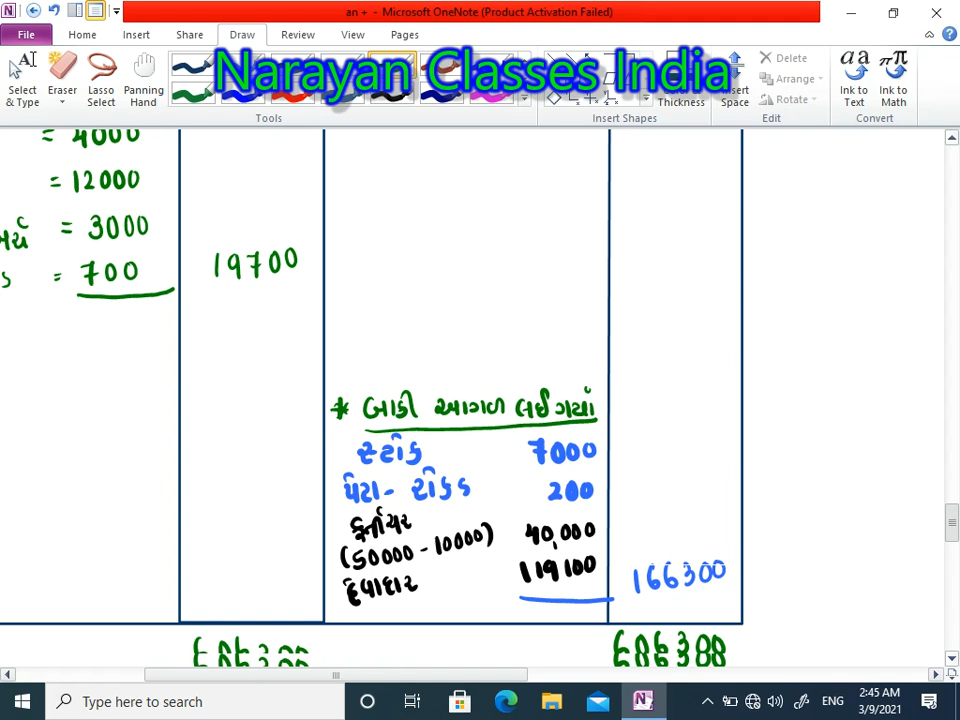 an + - Microsoft OneNote (Product Activation Failed)
File Home Insert Share Draw Review View Pages
Narayan Classes India
Select & Type
Eraser
Lasso Select
Panning Hand
Thickness
Insert Space
Delete
Arrange
Rotate
Ink to Text
Ink to Math
Tools
Insert Shapes
Edit
Convert
= 4000
= 12000
= 3000
= 700
19700
* બાકી આગળ લઈ ગયાં
સ્ટોક 7000
પેટા - રોકડ 200
ફર્નીચર
(50000 - 10000) 40,000
દેવાદાર 119100
166300
686300
686300
Type here to search
ENG
2:45 AM
3/9/2021